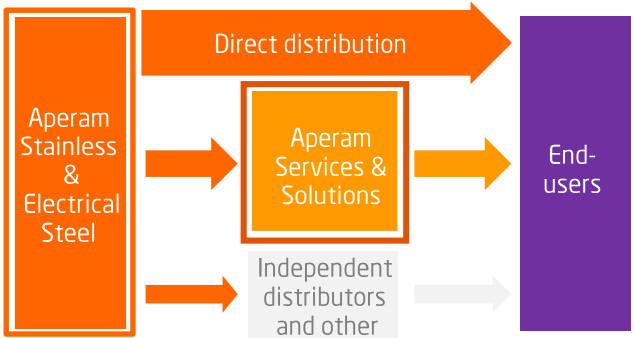 Direct distribution
Aperam
Stainless
&
Electrical
Steel
Aperam
Services &
Solutions
End-
users
Independent
distributors
and other